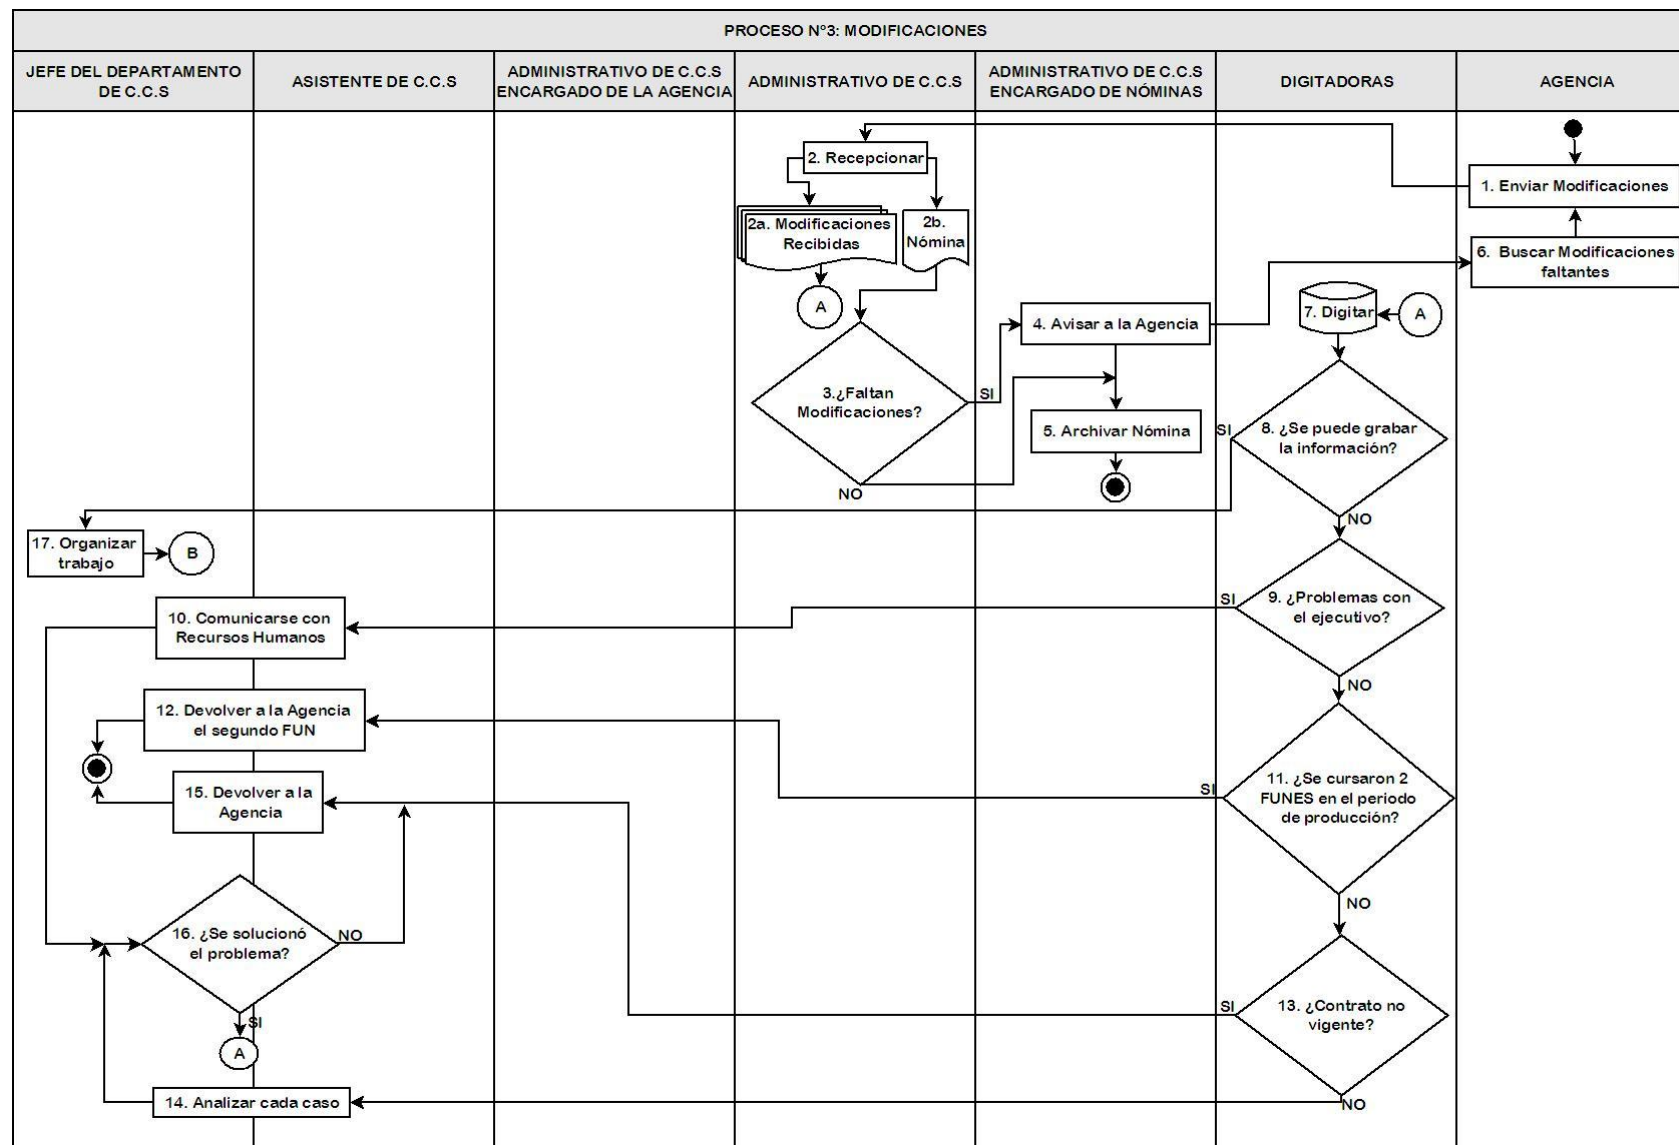 PROCESO Nº3: MODIFICACIONES
JEFE DEL DEPARTAMENTO
DE C.C.S
ASISTENTE DE C.C.S
ADMINISTRATIVO DE C.C.S
ENCARGADO DE LA AGENCIA
ADMINISTRATIVO DE C.C.S
ADMINISTRATIVO DE C.C.S
ENCARGADO DE NÓMINAS
DIGITADORAS
AGENCIA
2. Recepcionar
1. Enviar Modificaciones
2a. Modificaciones
Recibidas
2b.
Nómina
6. Buscar Modificaciones
faltantes
A
4. Avisar a la Agencia
7. Digitar
A
3.¿Faltan
Modificaciones?
SI
NO
5. Archivar Nómina
SI
8. ¿Se puede grabar
la información?
NO
17. Organizar
trabajo
B
10. Comunicarse con
Recursos Humanos
SI
9. ¿Problemas con
el ejecutivo?
NO
12. Devolver a la Agencia
el segundo FUN
15. Devolver a la
Agencia
SI
11. ¿Se cursaron 2
FUNES en el periodo
de producción?
NO
16. ¿Se solucionó
el problema?
NO
SI
A
SI
13. ¿Contrato no
vigente?
NO
14. Analizar cada caso